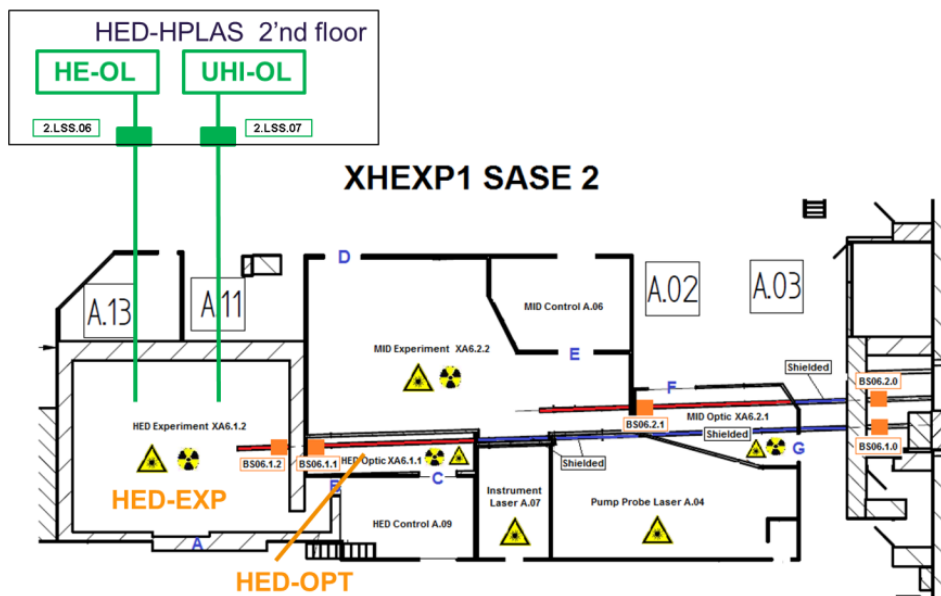 HED-HPLAS 2'nd floor
HE-OL
UHI-OL
2.LSS.06
2.LSS.07
XHEXP1 SASE 2
D
A.13
A.11
A.02
A.03
MID Control A.06
MID Experiment XA6.2.2
E
Shielded
F
BS06.2.0
MID Optic XA6.2.1
BS06.2.1
HED Experiment XA6.1.2
Shielded
BS06.1.0
G
BS06.1.2
BS06.1.1
HED Optic XA6.1.1
Shielded
C
HED-EXP
Instrument
Laser A.07
Pump Probe Laser A.04
HED Control A.09
A
HED-OPT